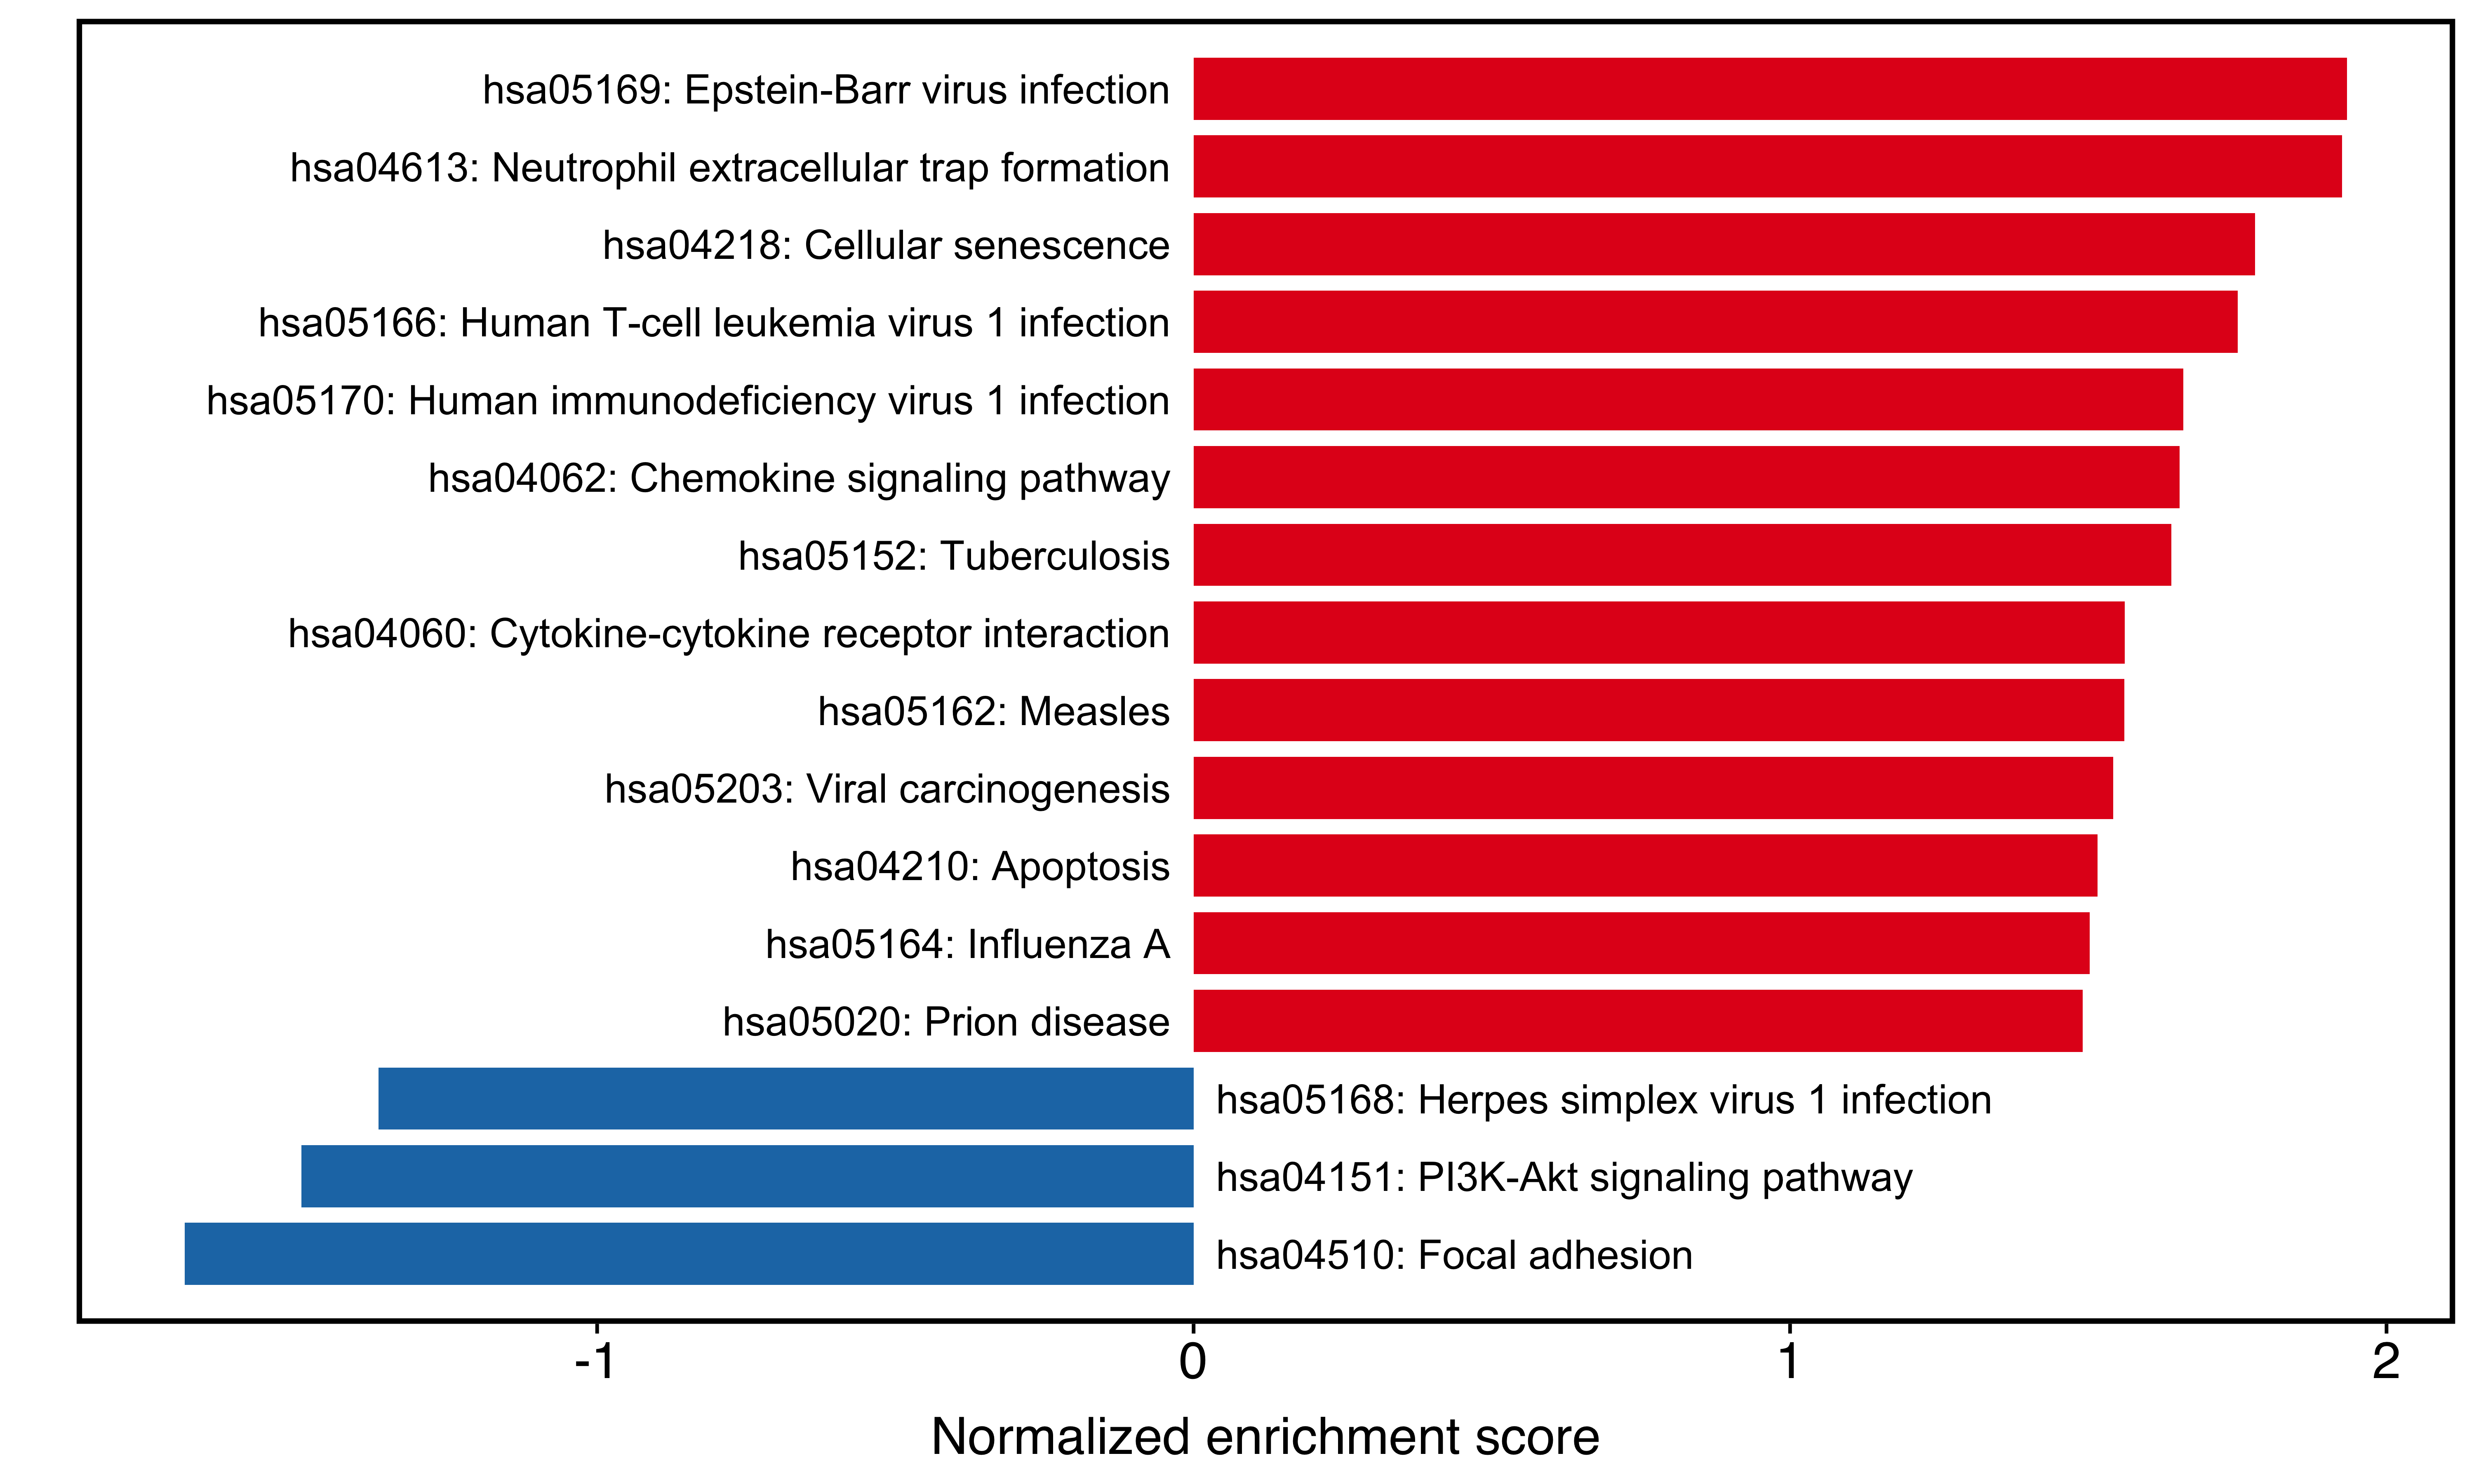 hsa05169: Epstein-Barr virus infection
hsa04613: Neutrophil extracellular trap formation
hsa04218: Cellular senescence
hsa05166: Human T-cell leukemia virus 1 infection
hsa05170: Human immunodeficiency virus 1 infection
hsa04062: Chemokine signaling pathway
hsa05152: Tuberculosis
hsa04060: Cytokine-cytokine receptor interaction
hsa05162: Measles
hsa05203: Viral carcinogenesis
hsa04210: Apoptosis
hsa05164: Influenza A
hsa05020: Prion disease
hsa05168: Herpes simplex virus 1 infection
hsa04151: PI3K-Akt signaling pathway
hsa04510: Focal adhesion
-1 0 1 2
Normalized enrichment score